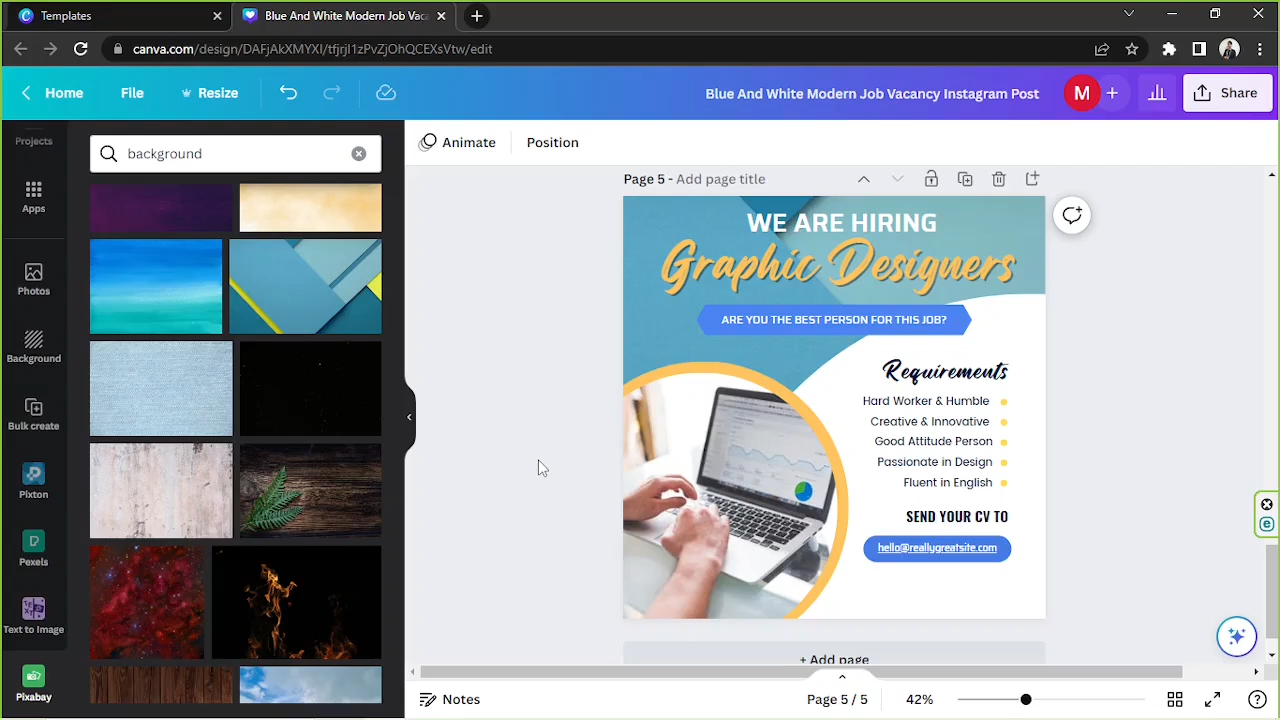 Templates
Blue And White Modern Job Vaca
canva.com/design/DAFjAkXMYXI/tfjrjI1zPvZjOhQCEXsVtw/edit
Home
File
Resize
Blue And White Modern Job Vacancy Instagram Post
M
Share
Projects
Apps
Photos
Background
Bulk create
Pixton
Pexels
Text to Image
Pixabay
background
Animate
Position
Page 5 - Add page title
WE ARE HIRING
Graphic Designers
ARE YOU THE BEST PERSON FOR THIS JOB?
Requirements
Hard Worker & Humble
Creative & Innovative
Good Attitude Person
Passionate in Design
Fluent in English
SEND YOUR CV TO
hello@reallygreatsite.com
+ Add page
Notes
Page 5 / 5
42%